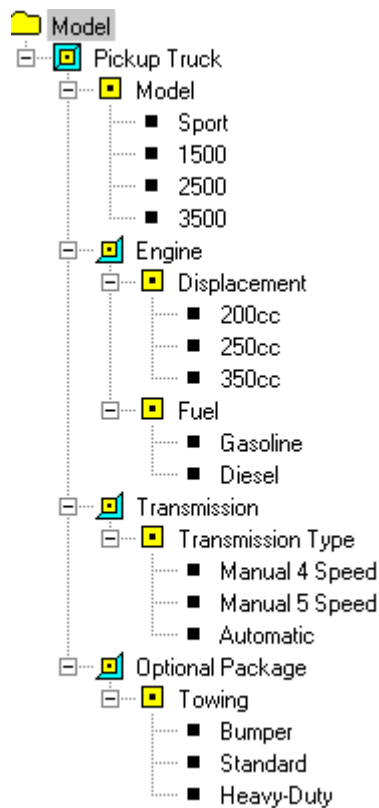 Model
Pickup Truck
Model
Sport
1500
2500
3500
Engine
Displacement
200cc
250cc
350cc
Fuel
Gasoline
Diesel
Transmission
Transmission Type
Manual 4 Speed
Manual 5 Speed
Automatic
Optional Package
Towing
Bumper
Standard
Heavy-Duty